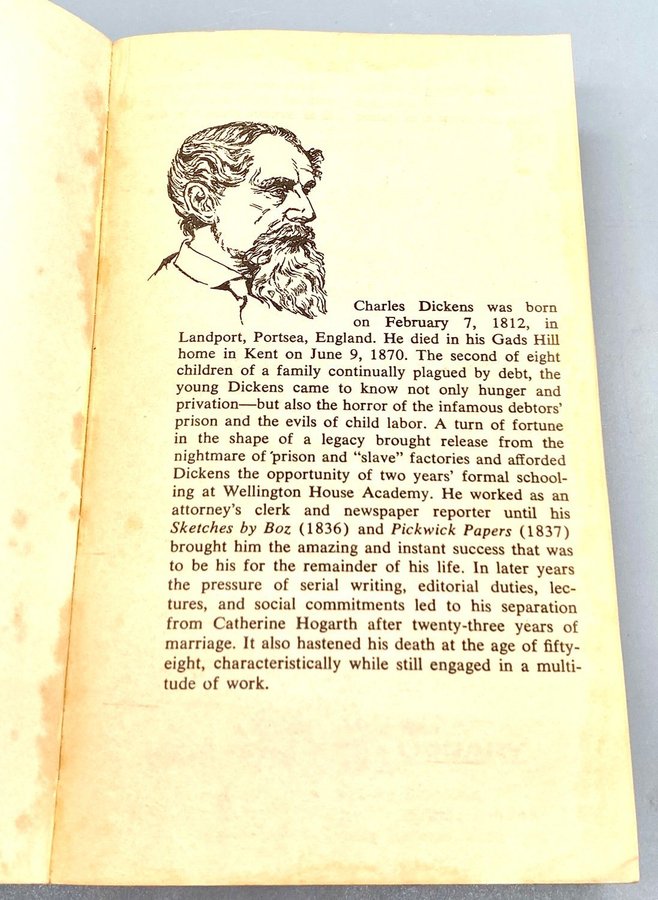 Charles Dickens was born
on February 7, 1812, in
Landport, Portsea, England. He died in his Gads Hill
home in Kent on June 9, 1870. The second of eight
children of a family continually plagued by debt, the
young Dickens came to know not only hunger and
privation—but also the horror of the infamous debtors'
prison and the evils of child labor. A turn of fortune
in the shape of a legacy brought release from the
nightmare of prison and “slave” factories and afforded
Dickens the opportunity of two years' formal school-
ing at Wellington House Academy. He worked as an
attorney's clerk and newspaper reporter until his
Sketches by Boz (1836) and Pickwick Papers (1837)
brought him the amazing and instant success that was
to be his for the remainder of his life. In later years
the pressure of serial writing, editorial duties, lec-
tures, and social commitments led to his separation
from Catherine Hogarth after twenty-three years of
marriage. It also hastened his death at the age of fifty-
eight, characteristically while still engaged in a multi-
tude of work.